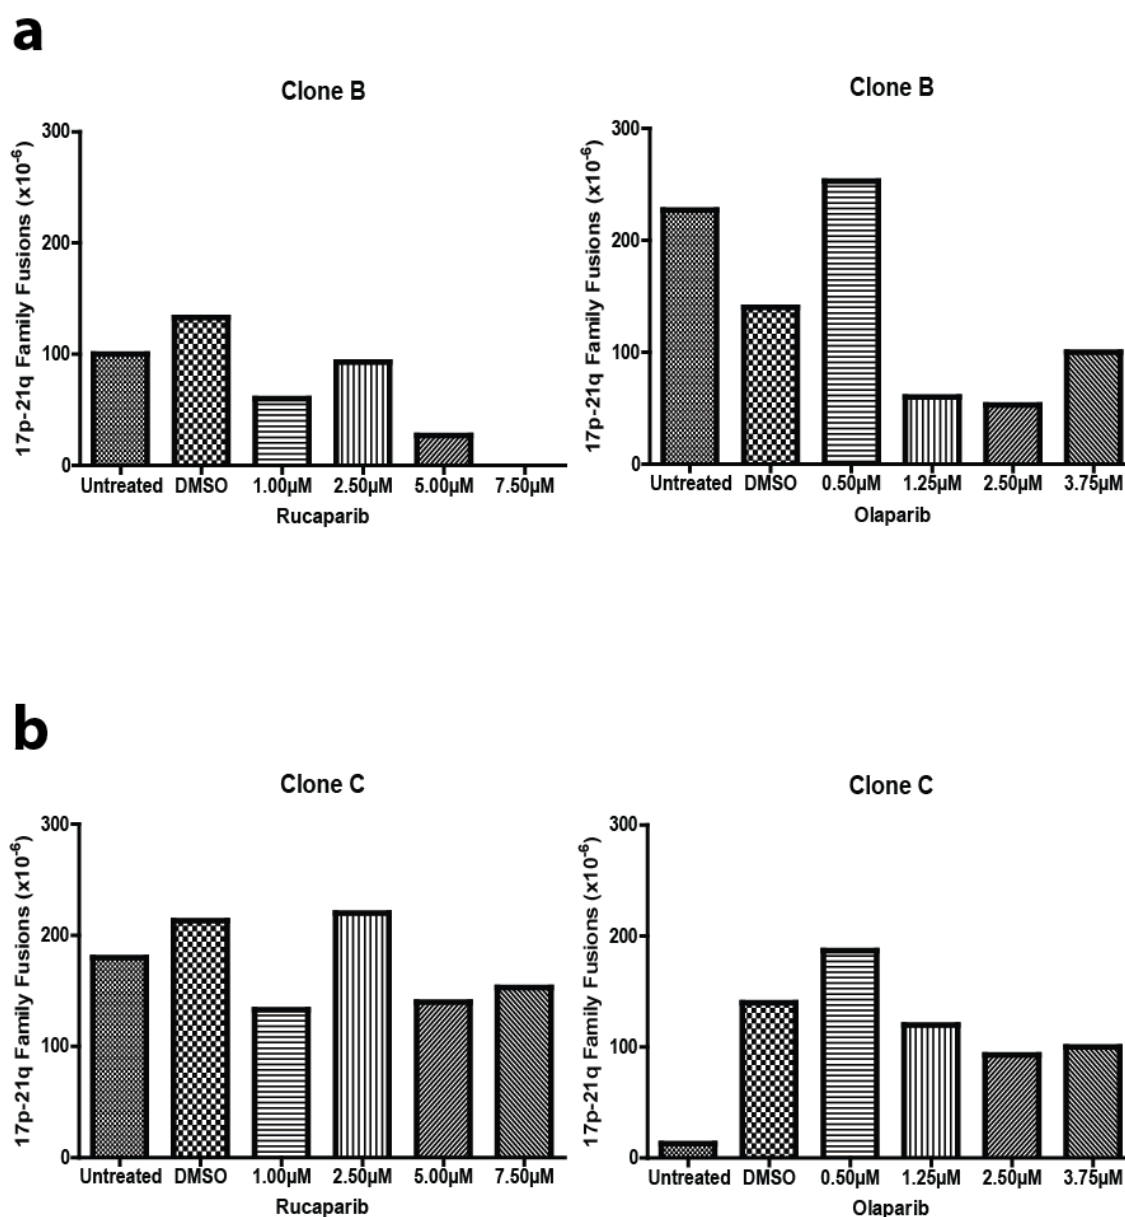 a
Clone B
17p-21q Family Fusions (x10-6)
300
200
100
0
Untreated DMSO 1.00µM 2.50µM 5.00µM 7.50µM
Rucaparib
Clone B
17p-21q Family Fusions (x10-6)
300
200
100
0
Untreated DMSO 0.50µM 1.25µM 2.50µM 3.75µM
Olaparib
b
Clone C
17p-21q Family Fusions (x10-6)
300
200
100
0
Untreated DMSO 1.00µM 2.50µM 5.00µM 7.50µM
Rucaparib
Clone C
17p-21q Family Fusions (x10-6)
300
200
100
0
Untreated DMSO 0.50µM 1.25µM 2.50µM 3.75µM
Olaparib